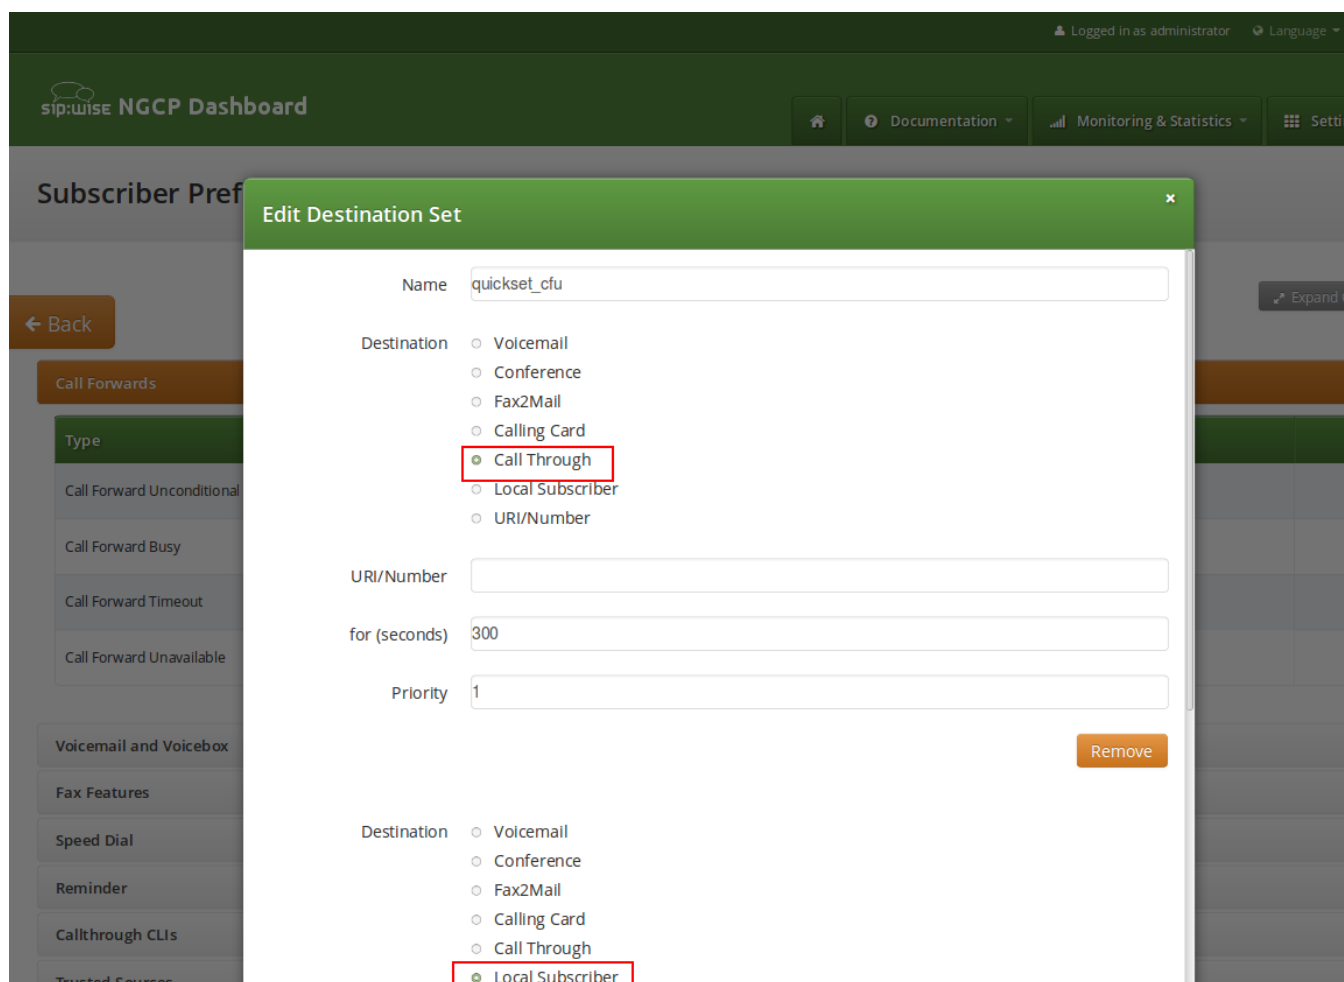 Logged in as administrator Language
sip:wise NGCP Dashboard
Documentation Monitoring & Statistics
Subscriber Pref
Edit Destination Set
×
Name quickset_cfu
Expand
Back
Destination Voicemail
Conference
Call Forwards
Fax2Mail
Calling Card
Type
Call Through
Call Forward Unconditional Local Subscriber
URI/Number
Call Forward Busy
URI/Number
Call Forward Timeout
for (seconds) 300
Call Forward Unavailable
Priority 1
Voicemail and Voicebox
Remove
Fax Features
Speed Dial
Destination Voicemail
Conference
Reminder
Fax2Mail
Calling Card
Callthrough CLIs
Call Through
Local Subscriber
Trusted Sources